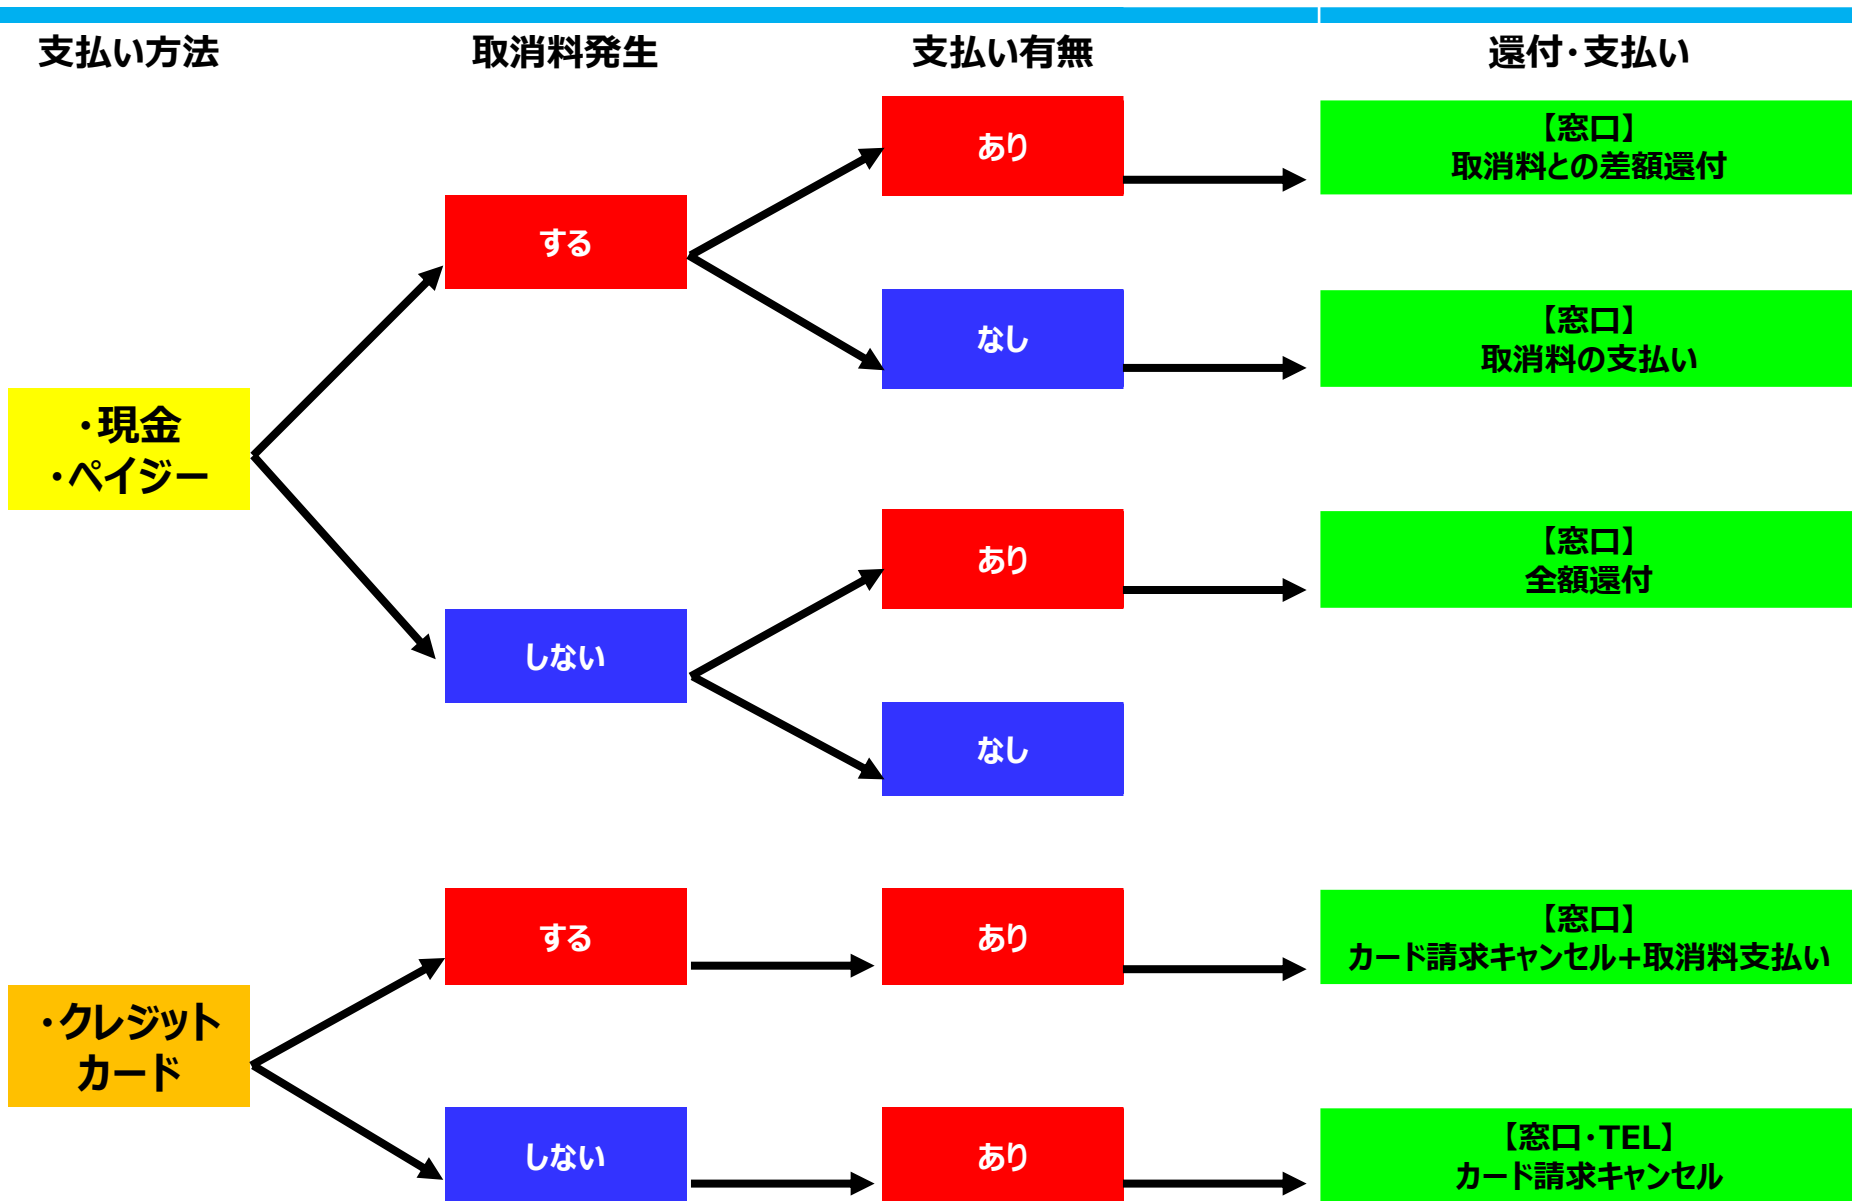 支払い方法
取消料発生
支払い有無
還付・支払い
・現金
・ペイジー
する
あり
【窓口】
取消料との差額還付
なし
【窓口】
取消料の支払い
しない
あり
【窓口】
全額還付
なし
・クレジット
カード
する
あり
【窓口】
カード請求キャンセル+取消料支払い
しない
あり
【窓口・TEL】
カード請求キャンセル